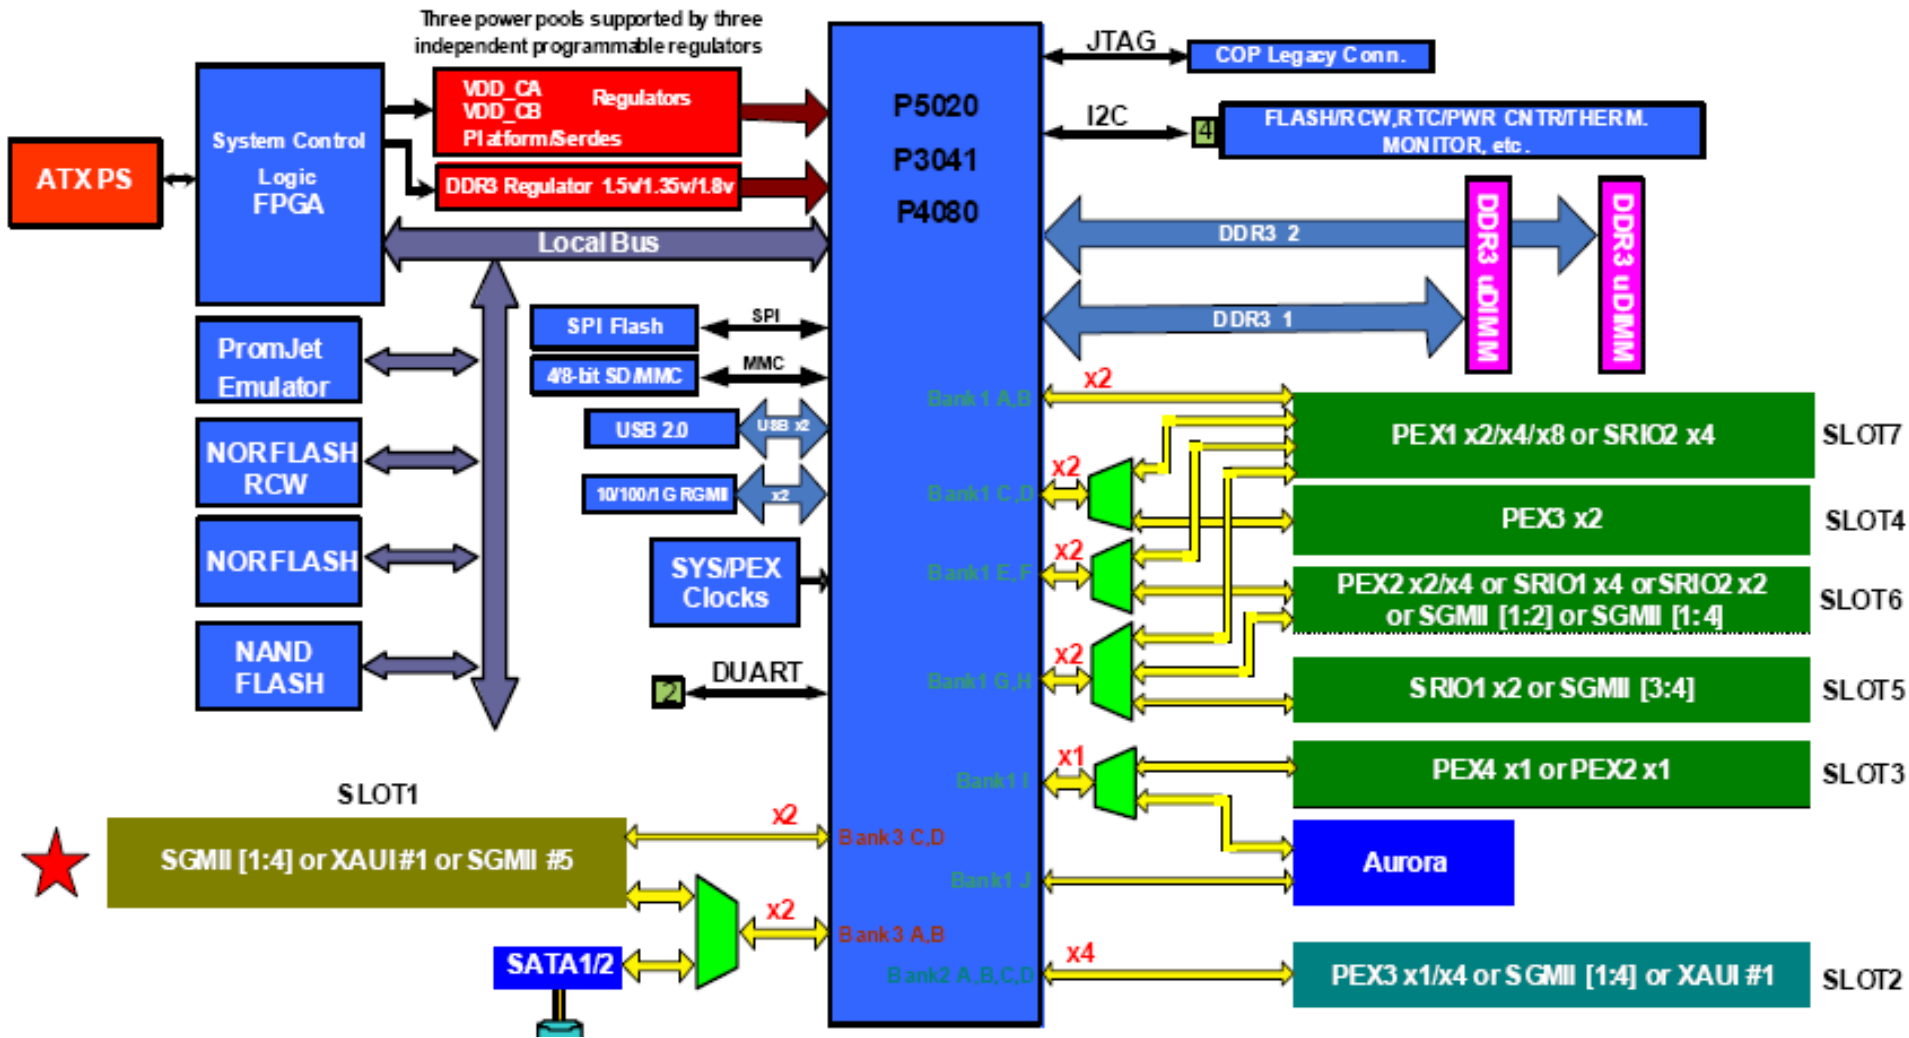 Three power pools supported by three
independent programmable regulators
ATX PS
System Control
Logic
FPGA
VDD_CA
VDD_CB
Regulators
Platform/Serdes
DDR3 Regulator 1.5v/1.35v/1.8v
Local Bus
PromJet
Emulator
NORFLASH
RCW
NORFLASH
NAND
FLASH
SPI Flash
SPI
4/8-bit SD/MMC
MMC
USB 2.0
USB x2
10/100/1G RGMII
x2
SYS/PEX
Clocks
2
DUART
P5020
P3041
P4080
JTAG
COP Legacy Conn.
I2C
4
FLASH/RCW,RTC/PWR CNTR/THERM.
MONITOR, etc.
DDR3 2
DDR3 1
DDR3 uDIMM
DDR3 uDIMM
Bank1 A,B
x2
PEX1 x2/x4/x8 or SRIO2 x4
SLOT7
Bank1 C,D
x2
PEX3 x2
SLOT4
Bank1 E,F
x2
PEX2 x2/x4 or SRIO1 x4 or SRIO2 x2
or SGMII [1:2] or SGMII [1:4]
SLOT6
Bank1 G,H
x2
SRIO1 x2 or SGMII [3:4]
SLOT5
Bank1 I
x1
PEX4 x1 or PEX2 x1
SLOT3
Bank1 J
Aurora
SLOT1
SGMII [1:4] or XAUI #1 or SGMII #5
x2
Bank3 C,D
x2
Bank3 A,B
SATA1/2
Bank2 A,B,C,D
x4
PEX3 x1/x4 or SGMII [1:4] or XAUI #1
SLOT2